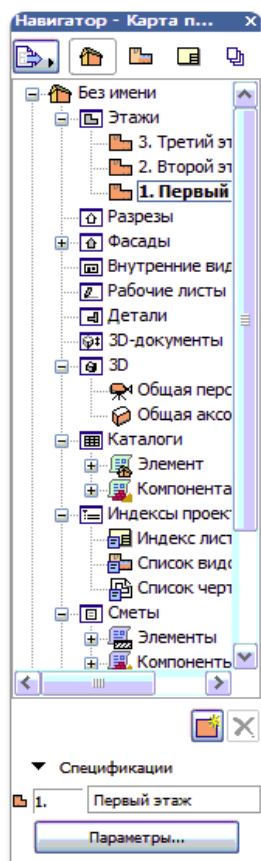 Навигатор - Карта п... x
Без имени
Этажи
3. Третий эт
2. Второй эт
1. Первый
Разрезы
Фасады
Внутренние вид
Рабочие листы
Детали
3D-документы
3D
Общая перс
Общая аксо
Каталоги
Элемент
Компонента
Индексы проек
Индекс лист
Список видо
Список черт
Сметы
Элементы
Компоненть
Спецификации
1. Первый этаж
Параметры...